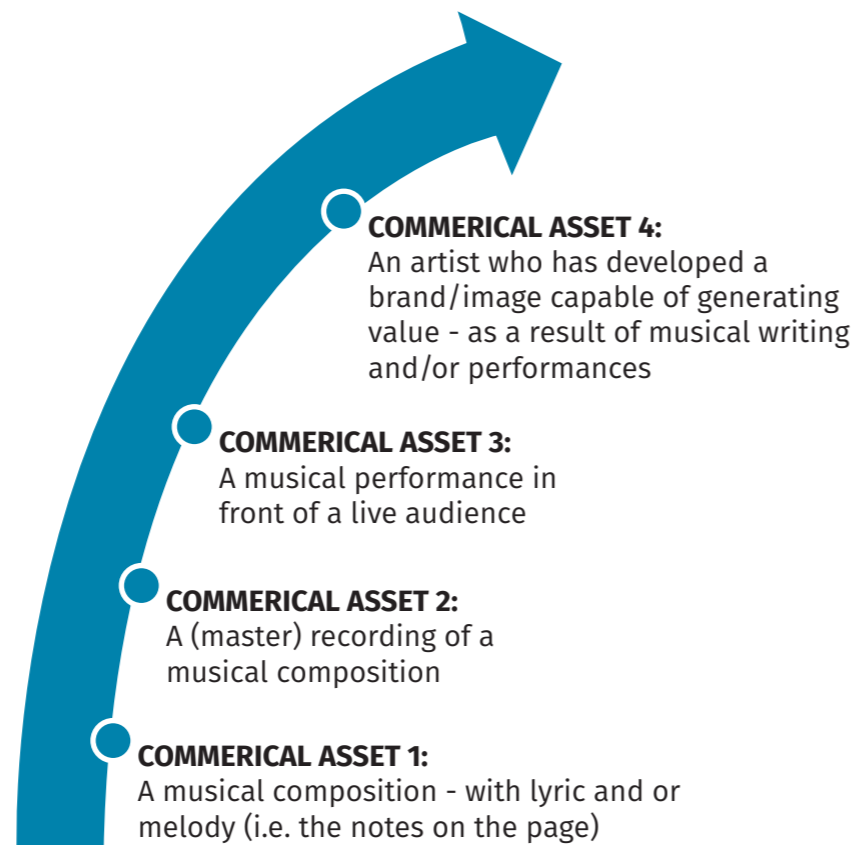 COMMERICAL ASSET 4:
An artist who has developed a
brand/image capable of generating
value - as a result of musical writing
and/or performances
COMMERICAL ASSET 3:
A musical performance in
front of a live audience
COMMERICAL ASSET 2:
A (master) recording of a
musical composition
COMMERICAL ASSET 1:
A musical composition - with lyric and or
melody (i.e. the notes on the page)